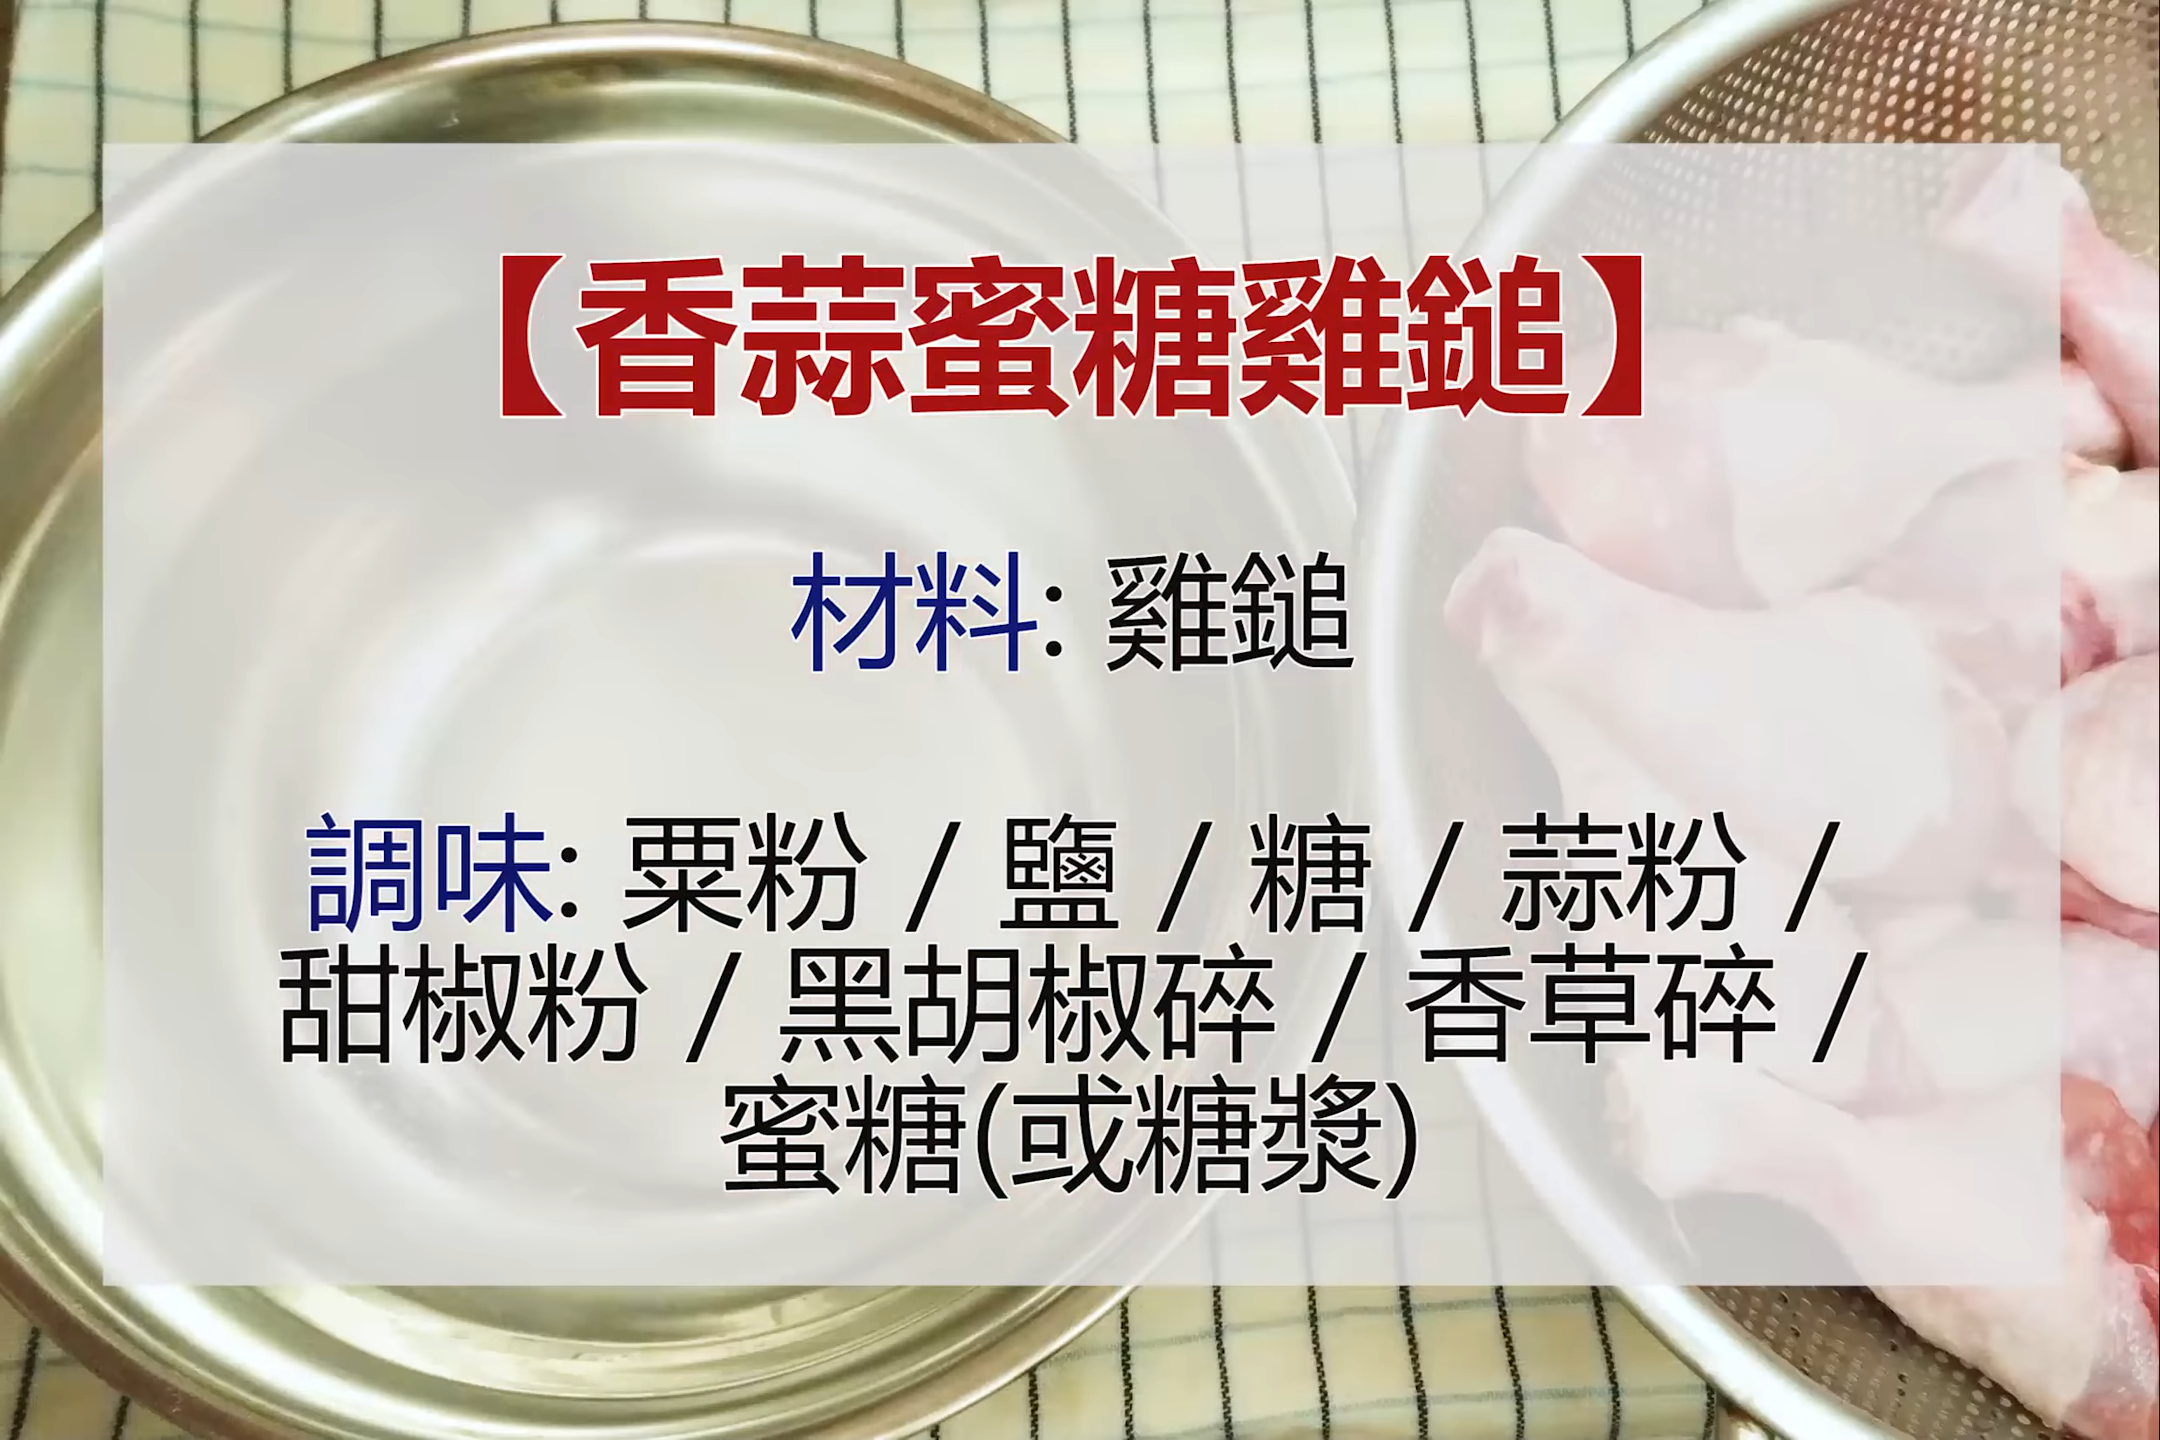 【香蒜蜜糖雞鎚】
材料: 雞鎚
調味: 粟粉 / 鹽 / 糖 / 蒜粉 /
甜椒粉 / 黑胡椒碎 / 香草碎 /
蜜糖(或糖漿)